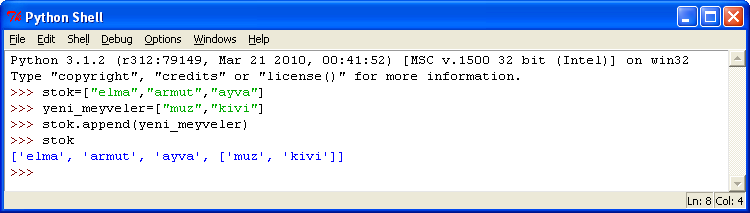 Python Shell
File Edit Shell Debug Options Windows Help
Python 3.1.2 (r312:79149, Mar 21 2010, 00:41:52) [MSC v.1500 32 bit (Intel)] on win32
Type "copyright", "credits" or "license()" for more information.
>>> stok=["elma","armut","ayva"]
>>> yeni_meyveler=["muz","kivi"]
>>> stok.append(yeni_meyveler)
>>> stok
['elma', 'armut', 'ayva', ['muz', 'kivi']]
>>>
Ln: 8 Col: 4